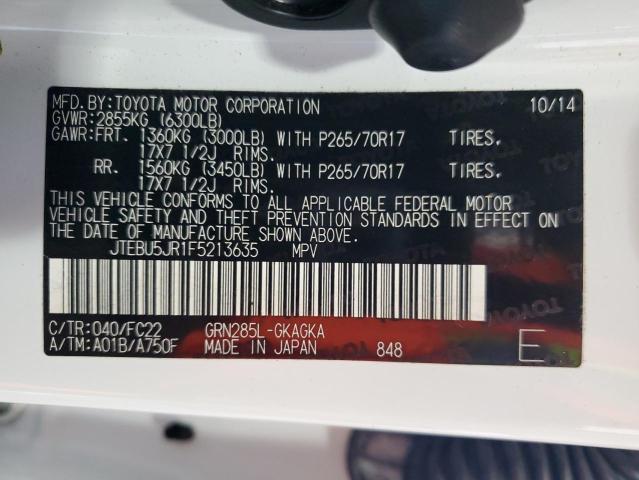 MFD.BY:TOYOTA MOTOR CORPORATION 10/14
GVWR:2855KG (6300LB)
GAWR:FRT. 1360KG (3000LB) WITH P265/70R17 TIRES,
17X7 1/2J RIMS.
RR. 1560KG (3450LB) WITH P265/70R17 TIRES,
17X7 1/2J RIMS.
THIS VEHICLE CONFORMS TO ALL APPLICABLE FEDERAL MOTOR
VEHICLE SAFETY AND THEFT PREVENTION STANDARDS IN EFFECT ON
THE DATE OF MANUFACTURE SHOWN ABOVE.
JTEBU5JR1F5213635 MPV
C/TR:040/FC22 GRN285L-GKAGKA
A/TM:A01B/A750F MADE IN JAPAN 848 E